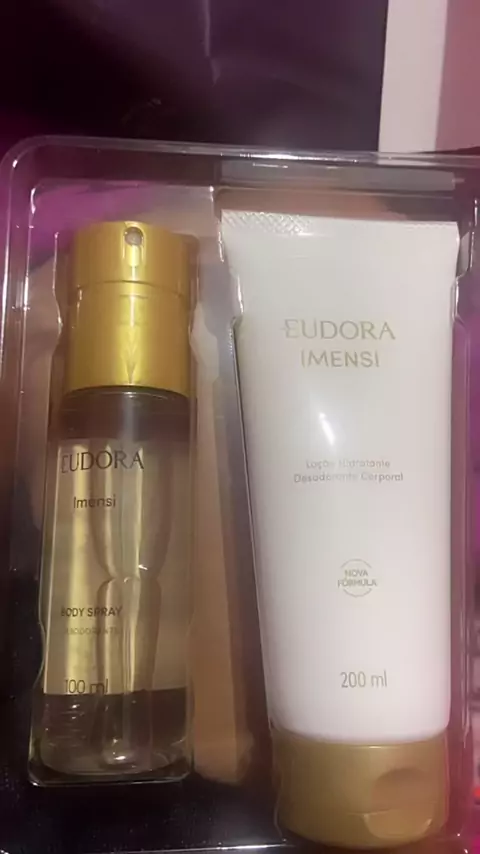 EUDORA
Imensi
BODY SPRAY
100 ml
EUDORA
IMENSI
Loção Hidratante
Desodorante Corporal
NOVA
FÓRMULA
200 ml